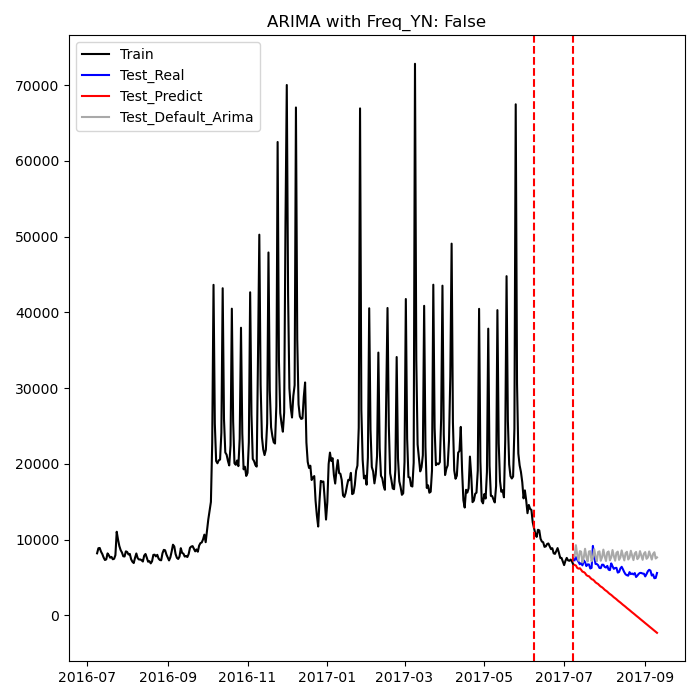 ARIMA with Freq_YN: False
Train
Test_Real
Test_Predict
Test_Default_Arima
70000
60000
50000
40000
30000
20000
10000
0
2016-07 2016-09 2016-11 2017-01 2017-03 2017-05 2017-07 2017-09